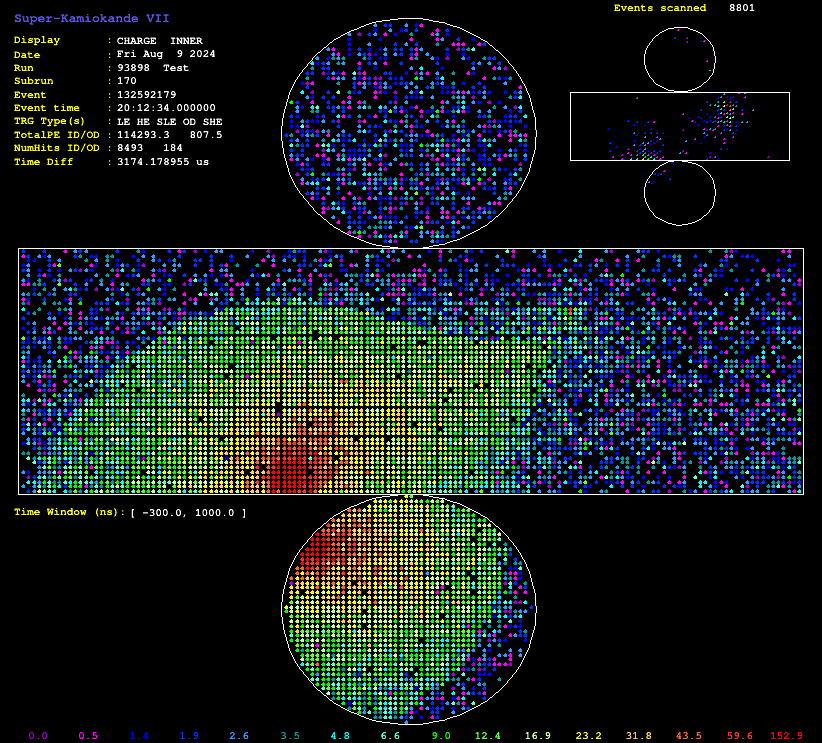 Super-Kamiokande VII
Events scanned 8801
Display : CHARGE INNER
Date : Fri Aug 9 2024
Run : 93898 Test
Subrun : 170
Event : 132592179
Event time : 20:12:34.000000
TRG Type(s) : LE HE SLE OD SHE
TotalPE ID/OD : 114293.3 807.5
NumHits ID/OD : 8493 184
Time Diff : 3174.178955 us
Time Window (ns): [ -300.0, 1000.0 ]
0.0 0.5 1.4 1.9 2.6 3.5 4.8 6.6 9.0 12.4 16.9 23.2 31.8 43.5 59.6 152.9